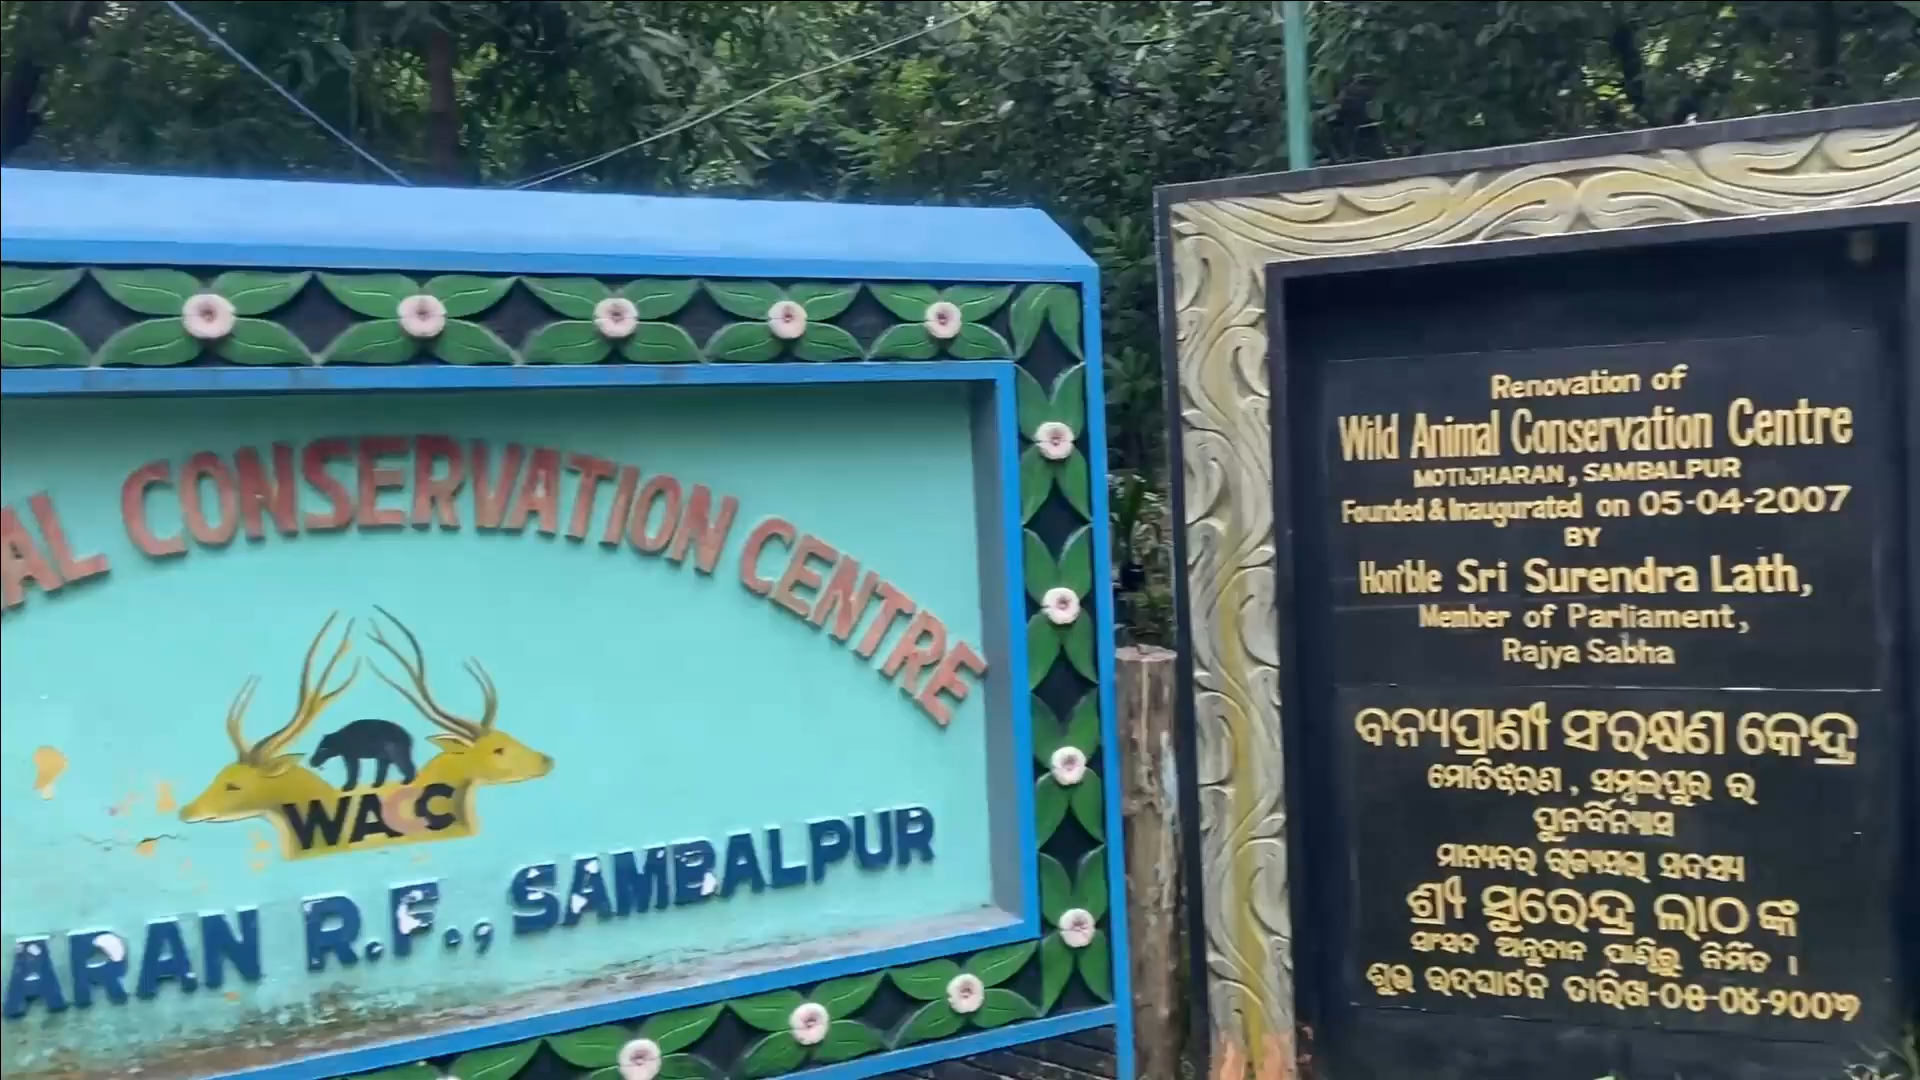 AL CONSERVATION CENTRE
WACC
ARAN R.F., SAMBALPUR
Renovation of
Wild Animal Conservation Centre
MOTIJHARAN, SAMBALPUR
Founded & Inaugurated on 05-04-2007
BY
Hon'ble Sri Surendra Lath,
Member of Parliament,
Rajya Sabha
ବନ୍ୟପ୍ରାଣୀ ସଂରକ୍ଷଣ କେନ୍ଦ୍ର
ମୋତିଝରଣ, ସମ୍ବଲପୁର ର
ପୁନର୍ବିନ୍ୟାସ
ମାନ୍ୟବର ରାଜ୍ୟସଭା ସଦସ୍ୟ
ଶ୍ରୀ ସୁରେନ୍ଦ୍ର ଲାଠ ଙ୍କ
ସାଂସଦ ଅନୁଦାନ ପାଣ୍ଠିରୁ ନିର୍ମିତ ।
ଶୁଭ ଉଦଘାଟନ ତାରିଖ-୦୫-୦୪-୨୦୦୭